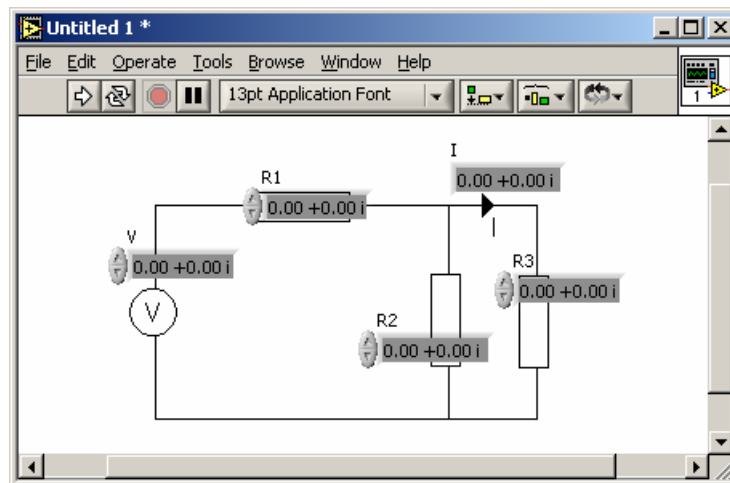 Untitled 1 *
File Edit Operate Tools Browse Window Help
13pt Application Font
1
I
R1
0.00 +0.00 i
0.00 +0.00 i
I
V
0.00 +0.00 i
R3
0.00 +0.00 i
V
R2
0.00 +0.00 i